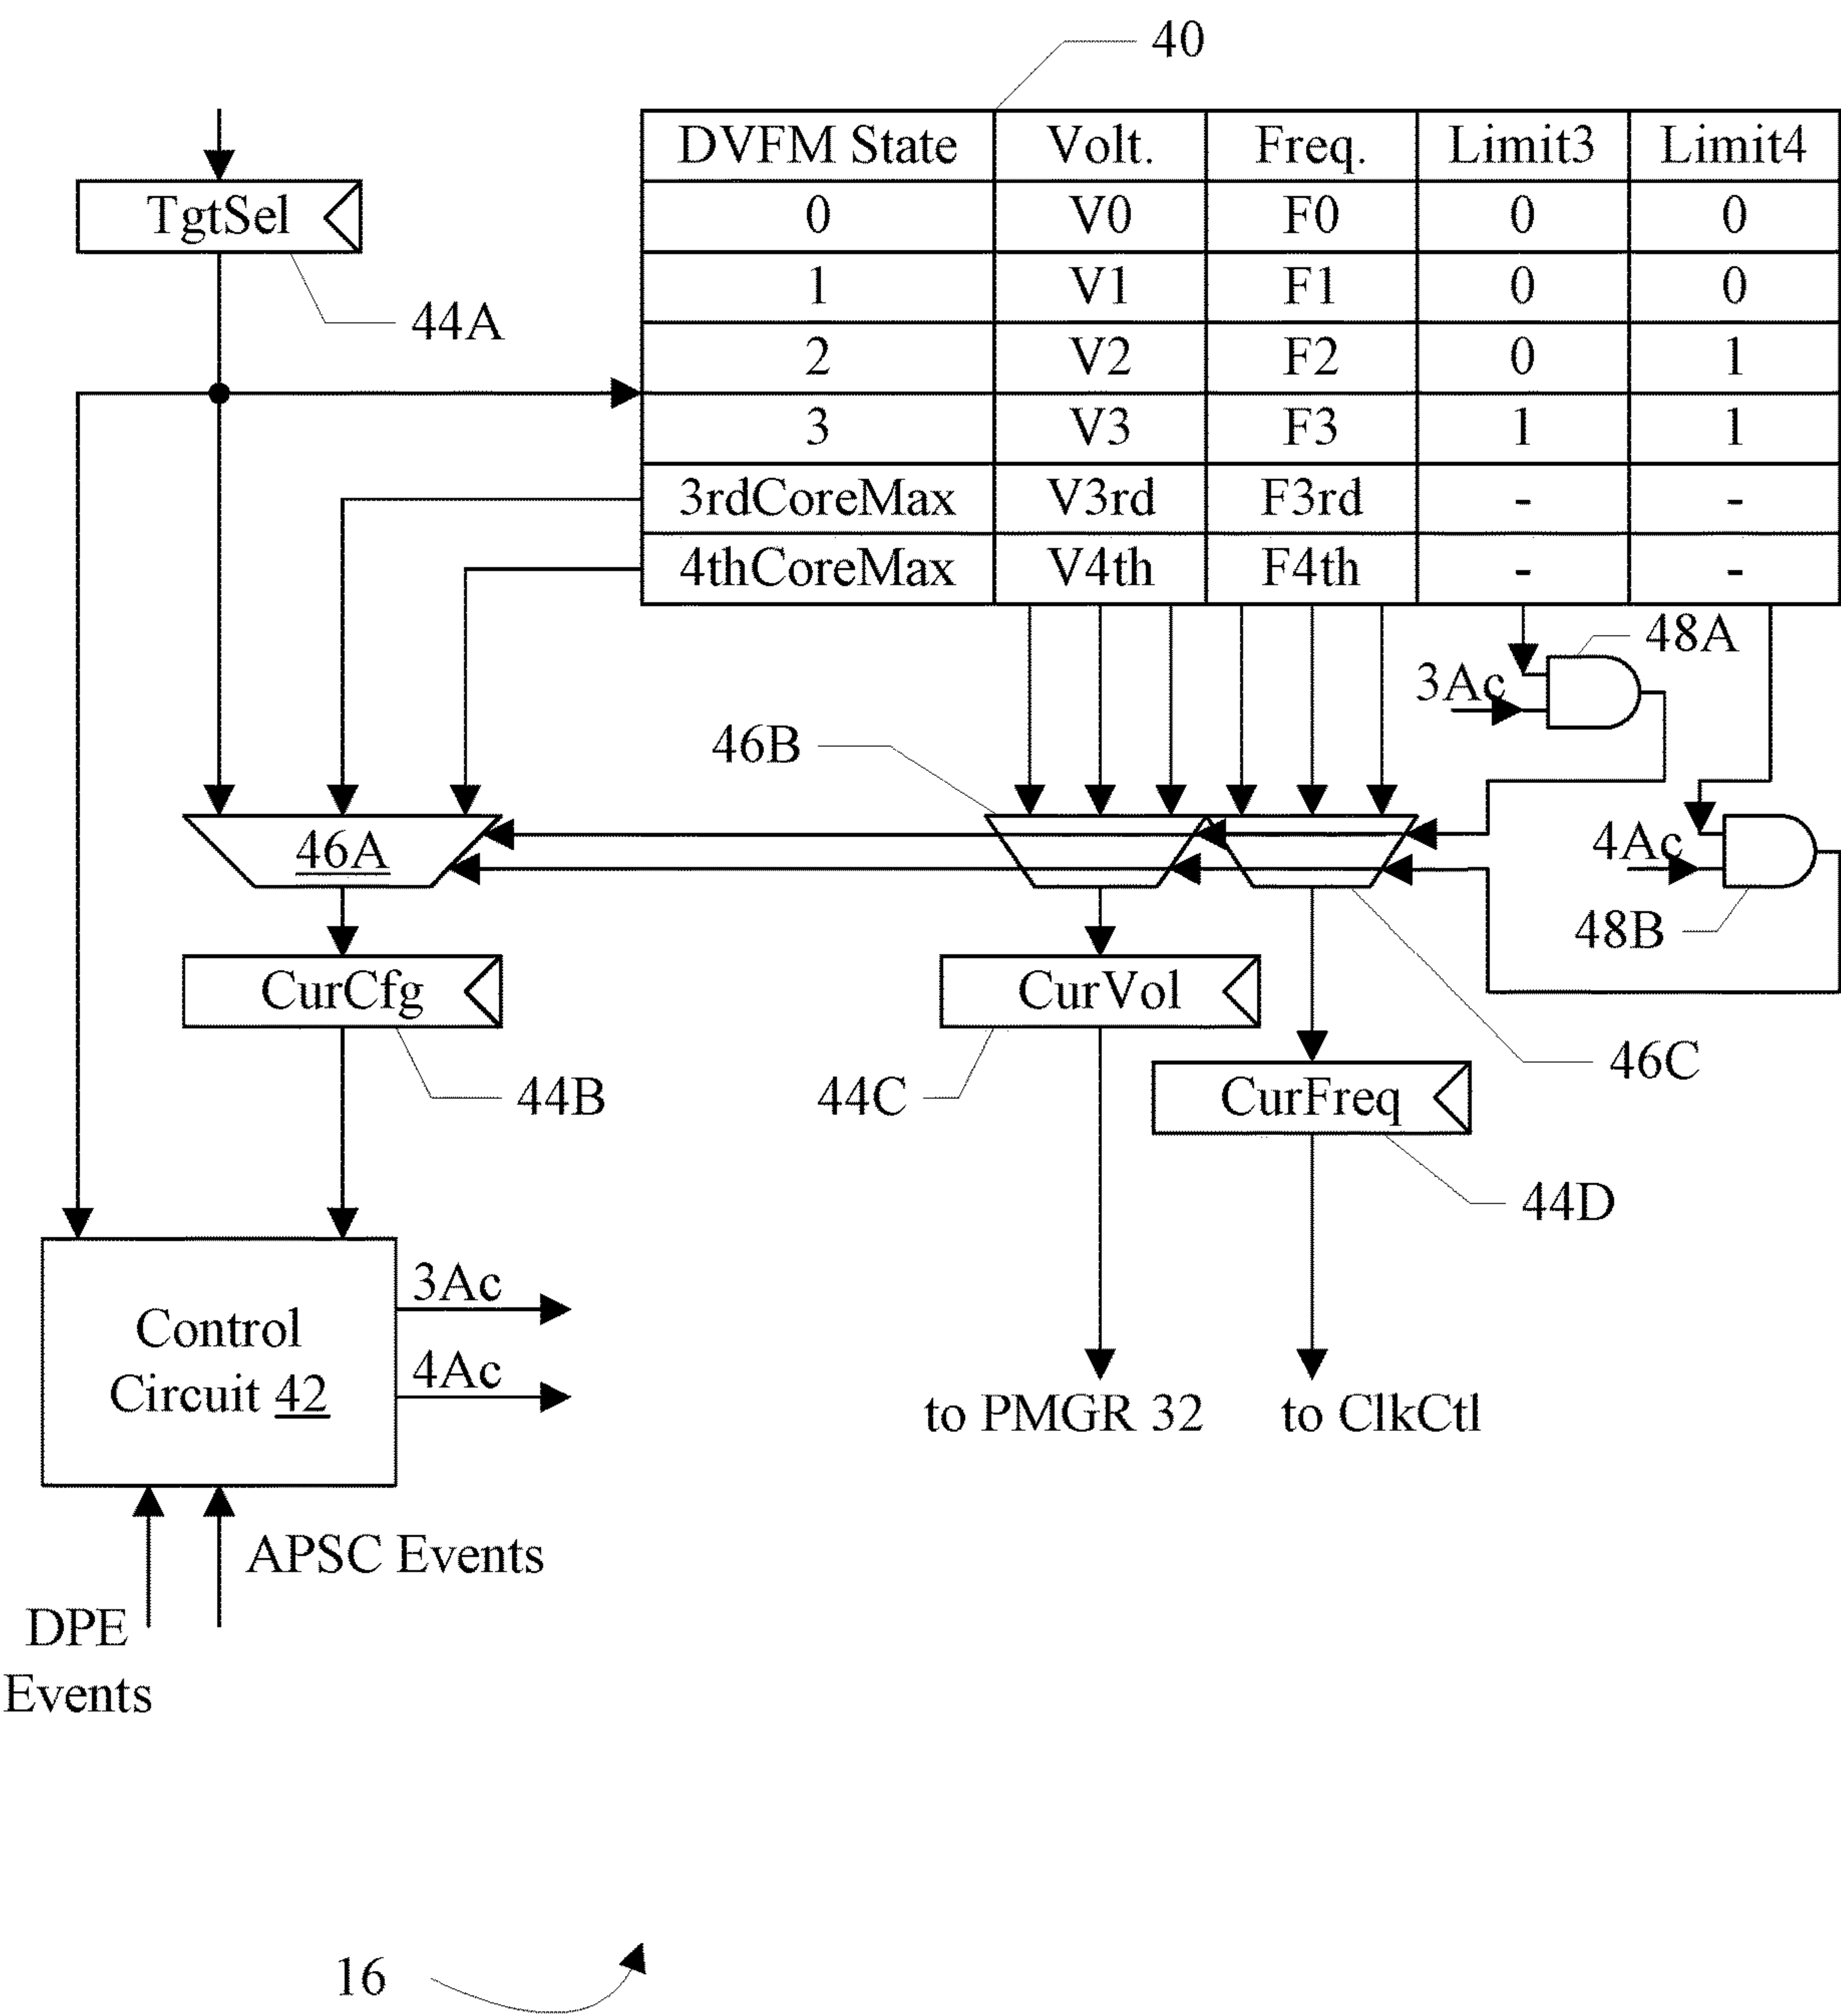 40
DVFM State Volt. Freq. Limit3 Limit4
0 V0 F0 0 0
1 V1 F1 0 0
2 V2 F2 0 1
3 V3 F3 1 1
3rdCoreMax V3rd F3rd - -
4thCoreMax V4th F4th - -
TgtSel
44A
48A
3Ac
46B
46A
4Ac
48B
CurCfg
CurVol
46C
44B
44C
CurFreq
44D
Control
Circuit 42
3Ac
4Ac
to PMGR 32
to ClkCtl
APSC Events
DPE
Events
16